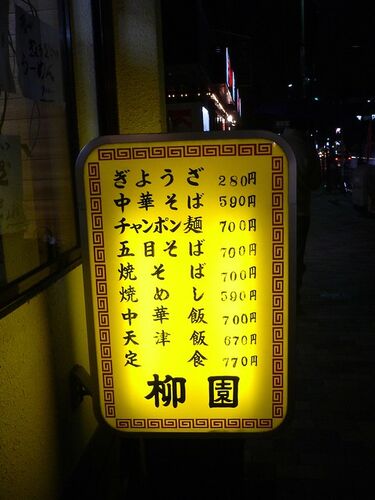 ぎょうざ 280円
中華そば 590円
チャンポン麺 700円
五目そば 700円
焼そば 700円
焼めし 590円
中華飯 700円
天津飯 670円
定食 770円
柳園